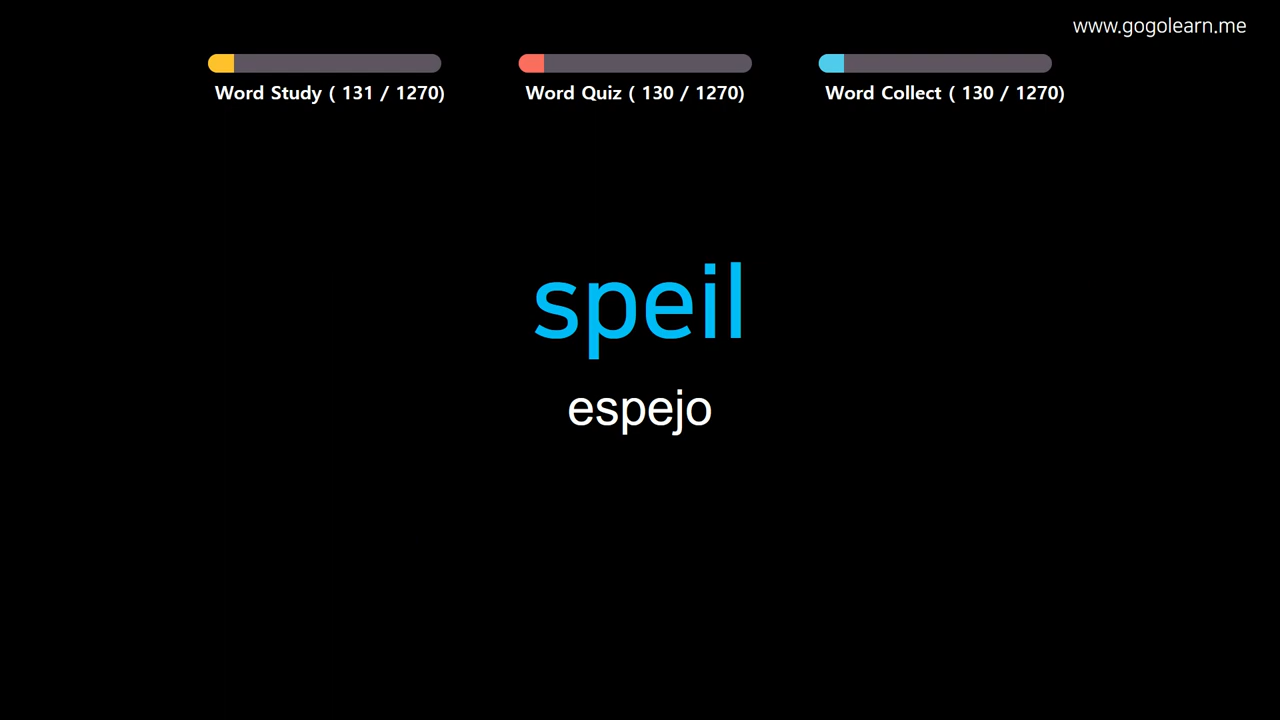 www.gogolearn.me
Word Study ( 131 / 1270)
Word Quiz ( 130 / 1270)
Word Collect ( 130 / 1270)
speil
espejo